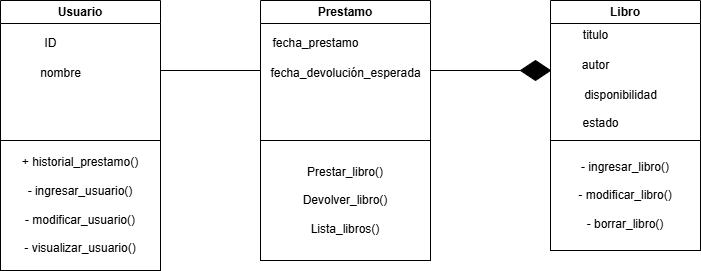 Usuario
ID
nombre
+ historial_prestamo()
- ingresar_usuario()
- modificar_usuario()
- visualizar_usuario()
Prestamo
fecha_prestamo
fecha_devolución_esperada
Prestar_libro()
Devolver_libro()
Lista_libros()
Libro
titulo
autor
disponibilidad
estado
- ingresar_libro()
- modificar_libro()
- borrar_libro()